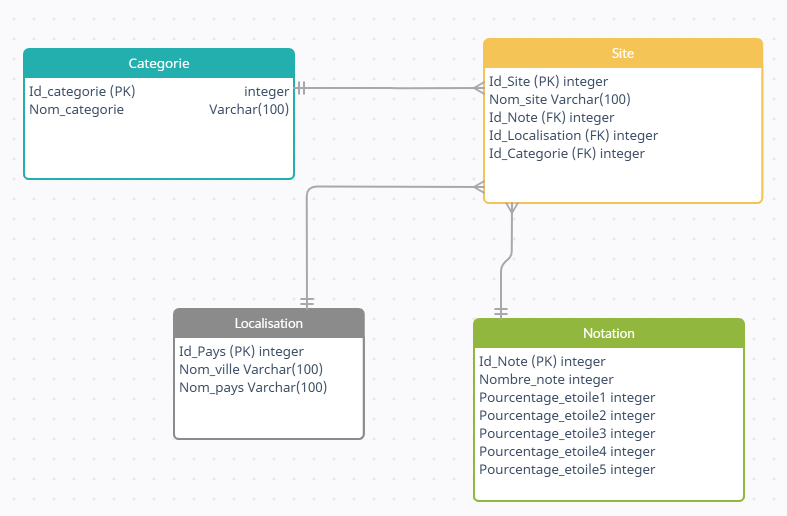 Categorie
Id_categorie (PK) integer
Nom_categorie Varchar(100)
Site
Id_Site (PK) integer
Nom_site Varchar(100)
Id_Note (FK) integer
Id_Localisation (FK) integer
Id_Categorie (FK) integer
Localisation
Id_Pays (PK) integer
Nom_ville Varchar(100)
Nom_pays Varchar(100)
Notation
Id_Note (PK) integer
Nombre_note integer
Pourcentage_etoile1 integer
Pourcentage_etoile2 integer
Pourcentage_etoile3 integer
Pourcentage_etoile4 integer
Pourcentage_etoile5 integer